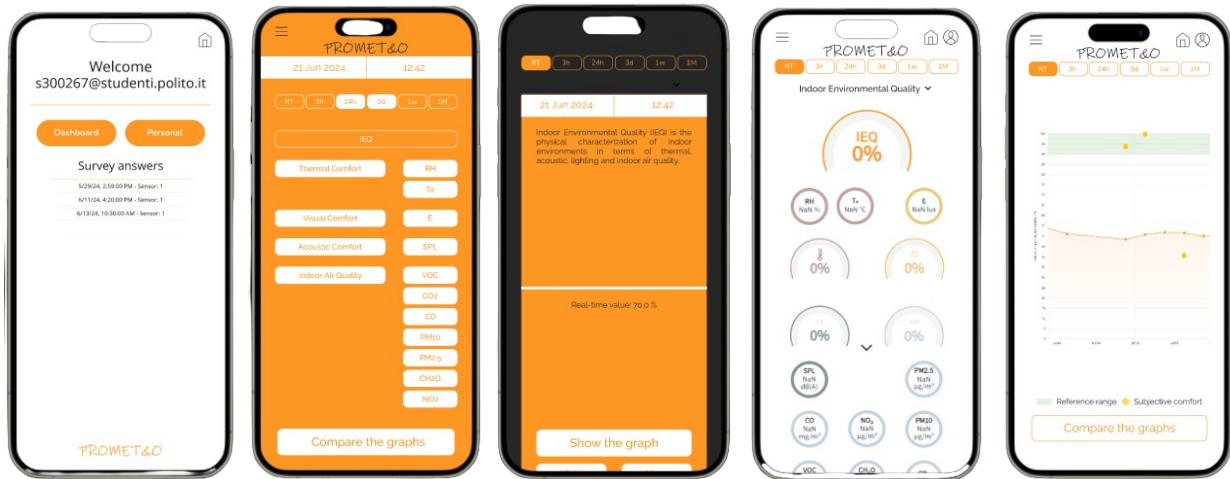 Welcome
s300267@studenti.polito.it
Dashboard
Personal
Survey answers
5/29/24, 2:59:00 PM - Sensor: 1
6/11/24, 4:20:00 PM - Sensor: 1
6/13/24, 10:30:00 AM - Sensor: 1
PROMET&O
PROMET&O
21 Jun 2024 12:42
RT 3h 24h 3d 1w 1M
IEQ
Thermal Comfort RH
Ta
Visual Comfort E
Acoustic Comfort SPL
Indoor Air Quality VOC
CO2
CO
PM10
PM2.5
CH2O
NO2
Compare the graphs
RT 3h 24h 3d 1w 1M
21 Jun 2024 12:42
Indoor Environmental Quality (IEQ) is the
physical characterization of indoor
environments in terms of thermal,
acoustic, lighting and indoor air quality.
Real-time value: 70.0 %
Show the graph
PROMET&O
RT 3h 24h 3d 1w 1M
Indoor Environmental Quality
IEQ
0%
RH
NaN %
Ta
NaN °C
E
NaN lux
0%
0%
0%
0%
SPL
NaN
dB(A)
PM2.5
NaN
µg/m³
CO
NaN
mg/m³
NO₂
NaN
µg/m³
PM10
NaN
µg/m³
VOC
CH₂O
PROMET&O
RT 3h 24h 3d 1w 1M
Reference range Subjective comfort
Compare the graphs